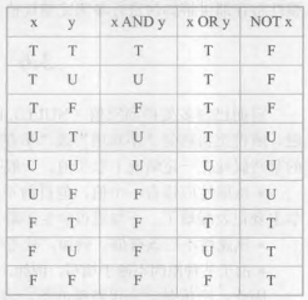 x y x AND y x OR y NOT x
T T T T F
T U U T F
T F F T F
U T U T U
U U U U U
U F F U U
F T F T T
F U F U T
F F F F T